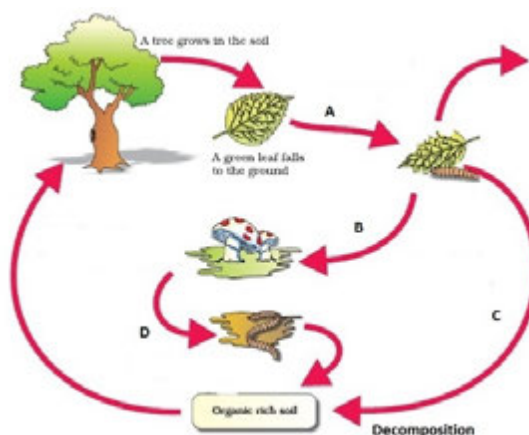 A tree grows in the soil
A
A green leaf falls
to the ground
B
D
C
Organic rich soil
Decomposition